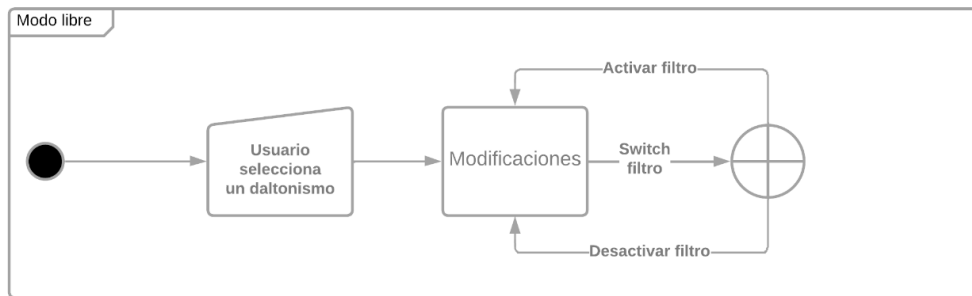 Modo libre
Activar filtro
Usuario
selecciona
un daltonismo
Modificaciones
Switch
filtro
Desactivar filtro